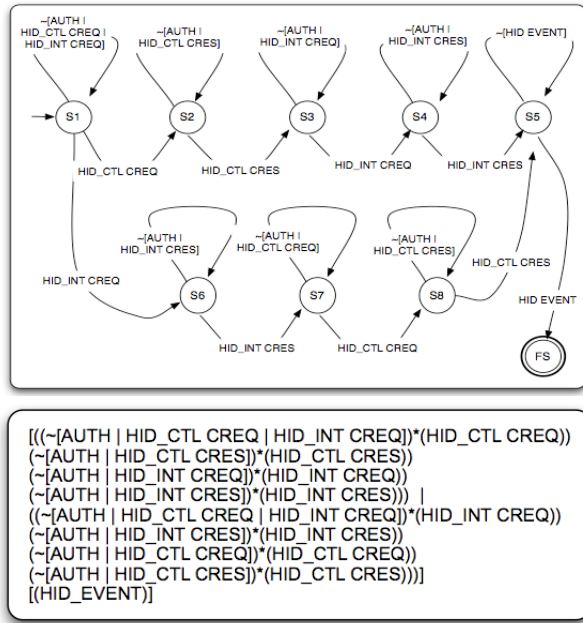 ~[AUTH |
HID_CTL CREQ |
HID_INT CREQ]
~[AUTH |
HID_CTL CRES]
~[AUTH |
HID_INT CREQ]
~[AUTH |
HID_INT CRES]
~[HID EVENT]
S1
S2
S3
S4
S5
HID_CTL CREQ
HID_CTL CRES
HID_INT CREQ
HID_INT CRES
~[AUTH |
HID_INT CRES]
~[AUTH |
HID_CTL CREQ]
~[AUTH |
HID_CTL CRES]
HID_CTL CRES
HID_INT CREQ
S6
S7
S8
HID EVENT
HID_INT CRES
HID_CTL CREQ
FS
[((~[AUTH | HID_CTL CREQ | HID_INT CREQ])*(HID_CTL CREQ))
(~[AUTH | HID_CTL CRES])*(HID_CTL CRES))
(~[AUTH | HID_INT CREQ])*(HID_INT CREQ))
(~[AUTH | HID_INT CRES])*(HID_INT CRES))) |
((~[AUTH | HID_CTL CREQ | HID_INT CREQ])*(HID_INT CREQ))
(~[AUTH | HID_INT CRES])*(HID_INT CRES))
(~[AUTH | HID_CTL CREQ])*(HID_CTL CREQ))
(~[AUTH | HID_CTL CRES])*(HID_CTL CRES)))]
[(HID_EVENT)]